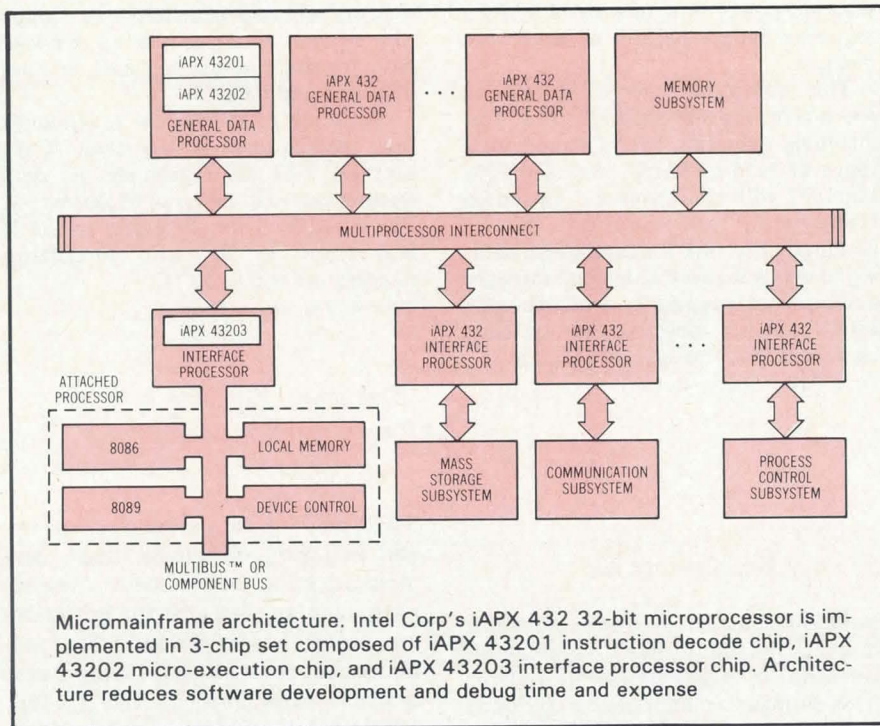 iAPX 43201
iAPX 43202
GENERAL DATA
PROCESSOR
iAPX 432
GENERAL DATA
PROCESSOR
. . . .
iAPX 432
GENERAL DATA
PROCESSOR
MEMORY
SUBSYSTEM
MULTIPROCESSOR INTERCONNECT
iAPX 43203
INTERFACE
PROCESSOR
iAPX 432
INTERFACE
PROCESSOR
iAPX 432
INTERFACE
PROCESSOR
. . . .
iAPX 432
INTERFACE
PROCESSOR
ATTACHED
PROCESSOR
8086
LOCAL MEMORY
8089
DEVICE CONTROL
MULTIBUS™ OR
COMPONENT BUS
MASS
STORAGE
SUBSYSTEM
COMMUNICATION
SUBSYSTEM
PROCESS
CONTROL
SUBSYSTEM
Micromainframe architecture. Intel Corp's iAPX 432 32-bit microprocessor is im-
plemented in 3-chip set composed of iAPX 43201 instruction decode chip, iAPX
43202 micro-execution chip, and iAPX 43203 interface processor chip. Architec-
ture reduces software development and debug time and expense